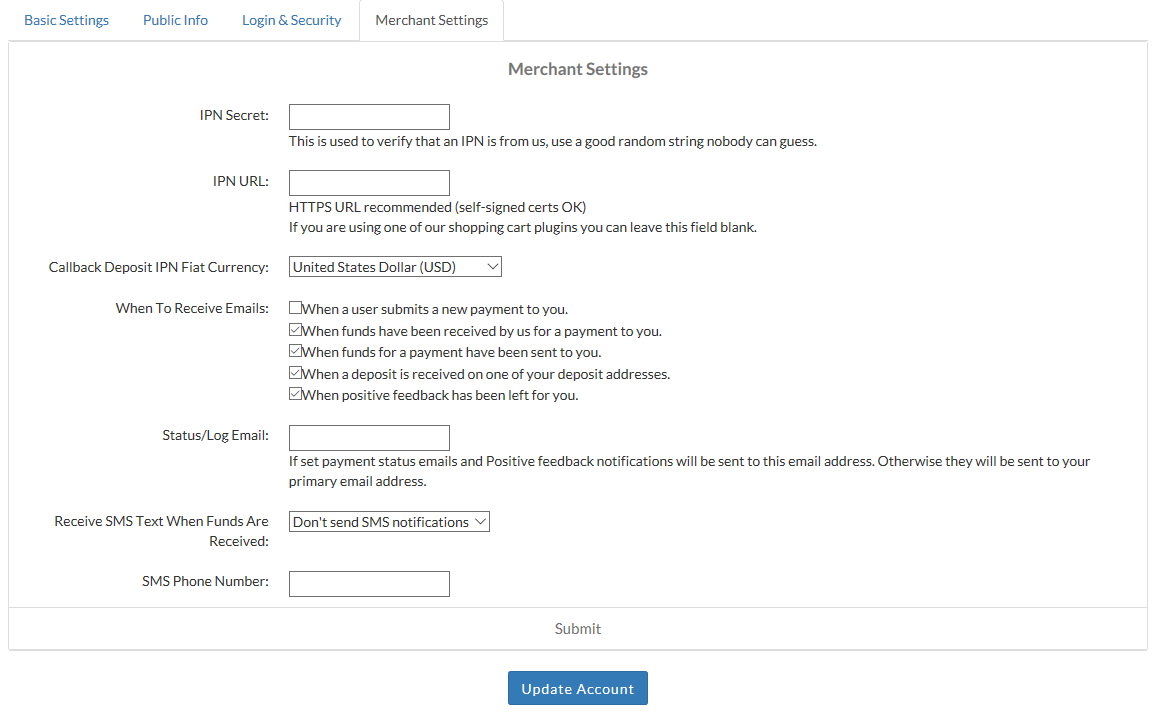 Basic Settings Public Info Login & Security Merchant Settings
Merchant Settings
IPN Secret:
This is used to verify that an IPN is from us, use a good random string nobody can guess.
IPN URL:
HTTPS URL recommended (self-signed certs OK)
If you are using one of our shopping cart plugins you can leave this field blank.
Callback Deposit IPN Fiat Currency: United States Dollar (USD)
When To Receive Emails: When a user submits a new payment to you.
When funds have been received by us for a payment to you.
When funds for a payment have been sent to you.
When a deposit is received on one of your deposit addresses.
When positive feedback has been left for you.
Status/Log Email:
If set payment status emails and Positive feedback notifications will be sent to this email address. Otherwise they will be sent to your
primary email address.
Receive SMS Text When Funds Are Don't send SMS notifications
Received:
SMS Phone Number:
Submit
Update Account